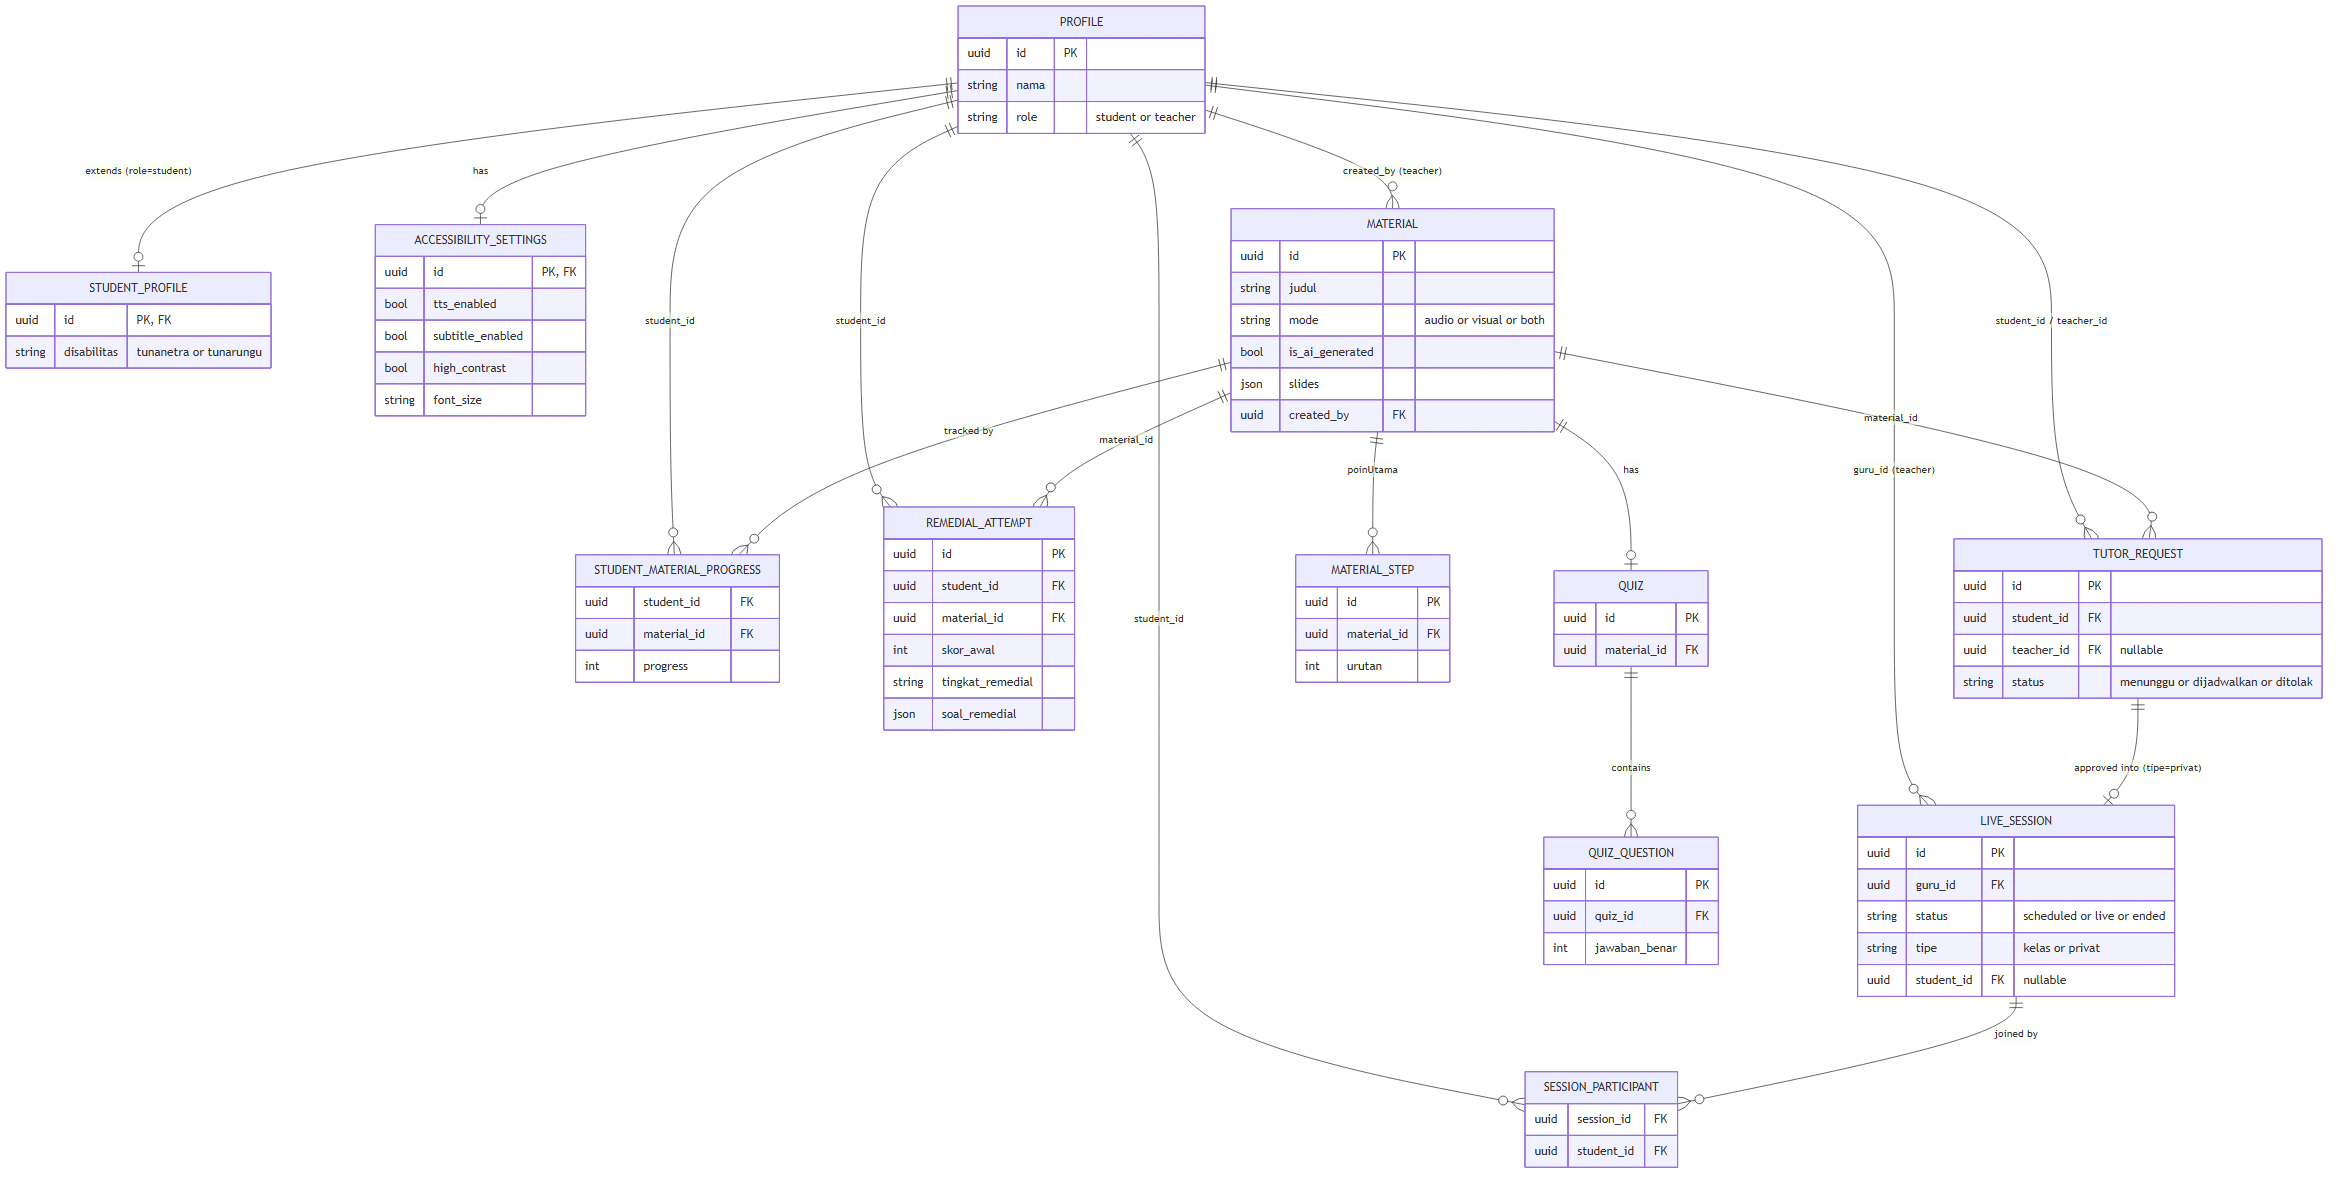 PROFILE
uuid id PK
string nama
string role student or teacher
extends (role=student)
has
created_by (teacher)
STUDENT_PROFILE
uuid id PK, FK
string disabilitas tunanetra or tunarungu
ACCESSIBILITY_SETTINGS
uuid id PK, FK
bool tts_enabled
bool subtitle_enabled
bool high_contrast
string font_size
student_id
student_id
MATERIAL
uuid id PK
string judul
string mode audio or visual or both
bool is_ai_generated
json slides
uuid created_by FK
student_id / teacher_id
tracked by
material_id
poinUtama
has
material_id
guru_id (teacher)
STUDENT_MATERIAL_PROGRESS
uuid student_id FK
uuid material_id FK
int progress
REMEDIAL_ATTEMPT
uuid id PK
uuid student_id FK
uuid material_id FK
int skor_awal
string tingkat_remedial
json soal_remedial
student_id
MATERIAL_STEP
uuid id PK
uuid material_id FK
int urutan
QUIZ
uuid id PK
uuid material_id FK
TUTOR_REQUEST
uuid id PK
uuid student_id FK
uuid teacher_id FK nullable
string status menunggu or dijadwalkan or ditolak
contains
approved into (tipe=privat)
QUIZ_QUESTION
uuid id PK
uuid quiz_id FK
int jawaban_benar
LIVE_SESSION
uuid id PK
uuid guru_id FK
string status scheduled or live or ended
string tipe kelas or privat
uuid student_id FK nullable
joined by
SESSION_PARTICIPANT
uuid session_id FK
uuid student_id FK